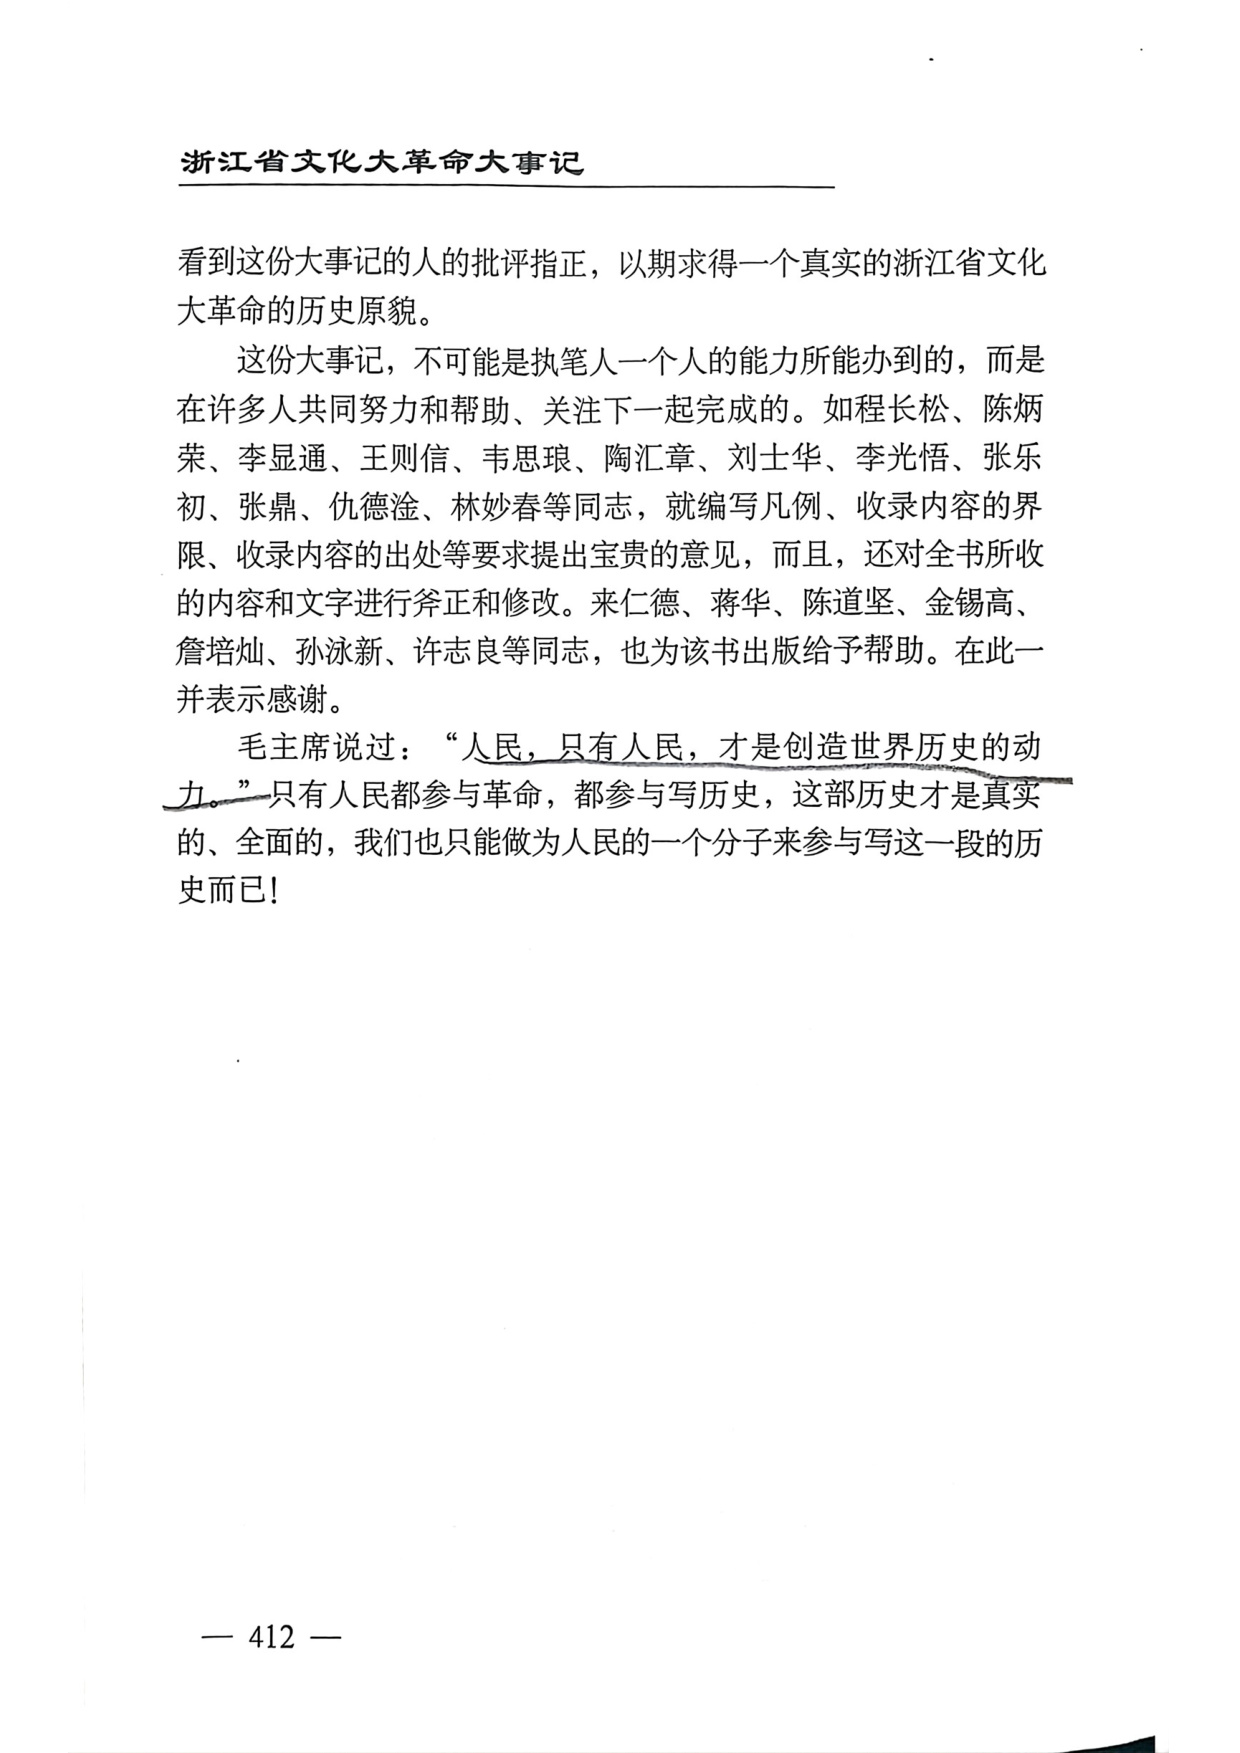 浙江省文化大革命大事记
看到这份大事记的人的批评指正，以期求得一个真实的浙江省文化
大革命的历史原貌。
这份大事记，不可能是执笔人一个人的能力所能办到的，而是
在许多人共同努力和帮助、关注下一起完成的。如程长松、陈炳
荣、李显通、王则信、韦思琅、陶汇章、刘士华、李光悟、张乐
初、张鼎、仇德淦、林妙春等同志，就编写凡例、收录内容的界
限、收录内容的出处等要求提出宝贵的意见，而且，还对全书所收
的内容和文字进行斧正和修改。来仁德、蒋华、陈道坚、金锡高、
詹培灿、孙泳新、许志良等同志，也为该书出版给予帮助。在此一
并表示感谢。
毛主席说过：“人民，只有人民，才是创造世界历史的动
力。”只有人民都参与革命，都参与写历史，这部历史才是真实
的、全面的，我们也只能做为人民的一个分子来参与写这一段的历
史而已！
— 412 —